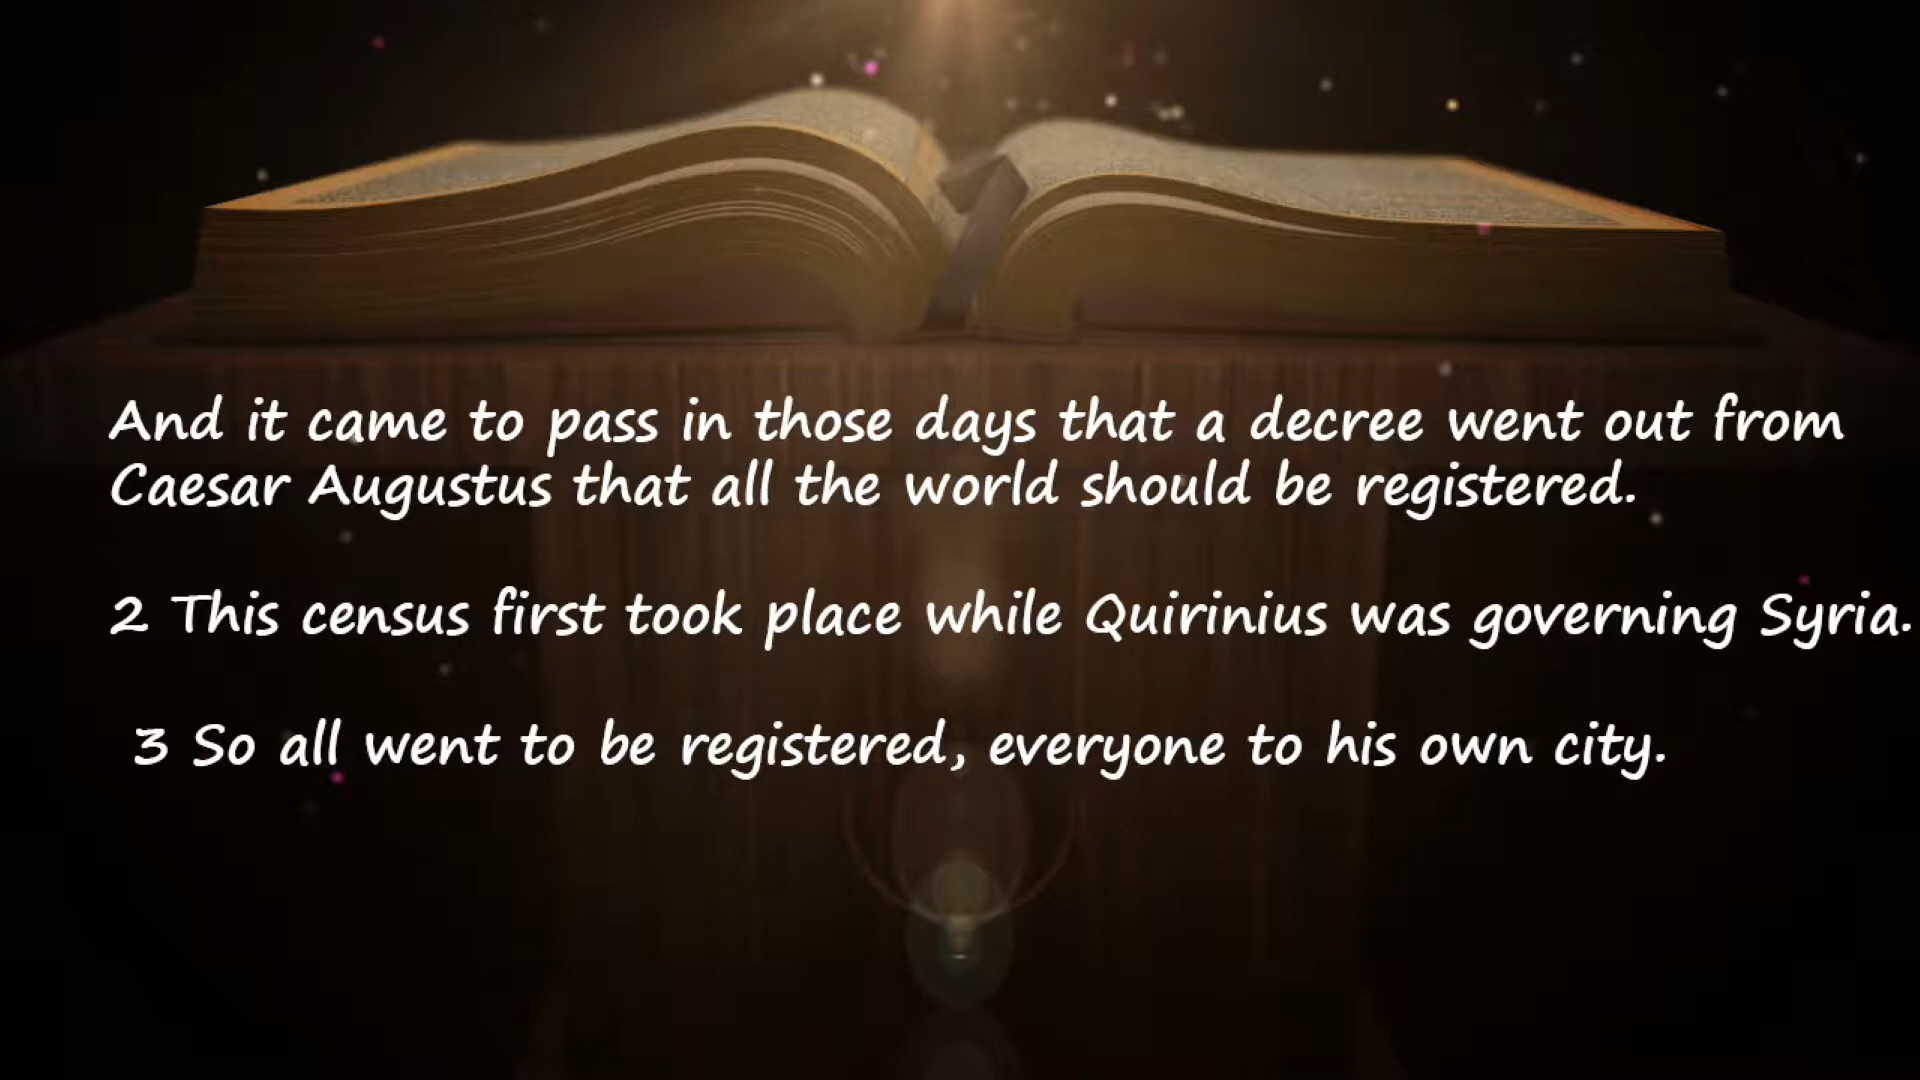 And it came to pass in those days that a decree went out from
Caesar Augustus that all the world should be registered.
2 This census first took place while Quirinius was governing Syria.
3 So all went to be registered, everyone to his own city.